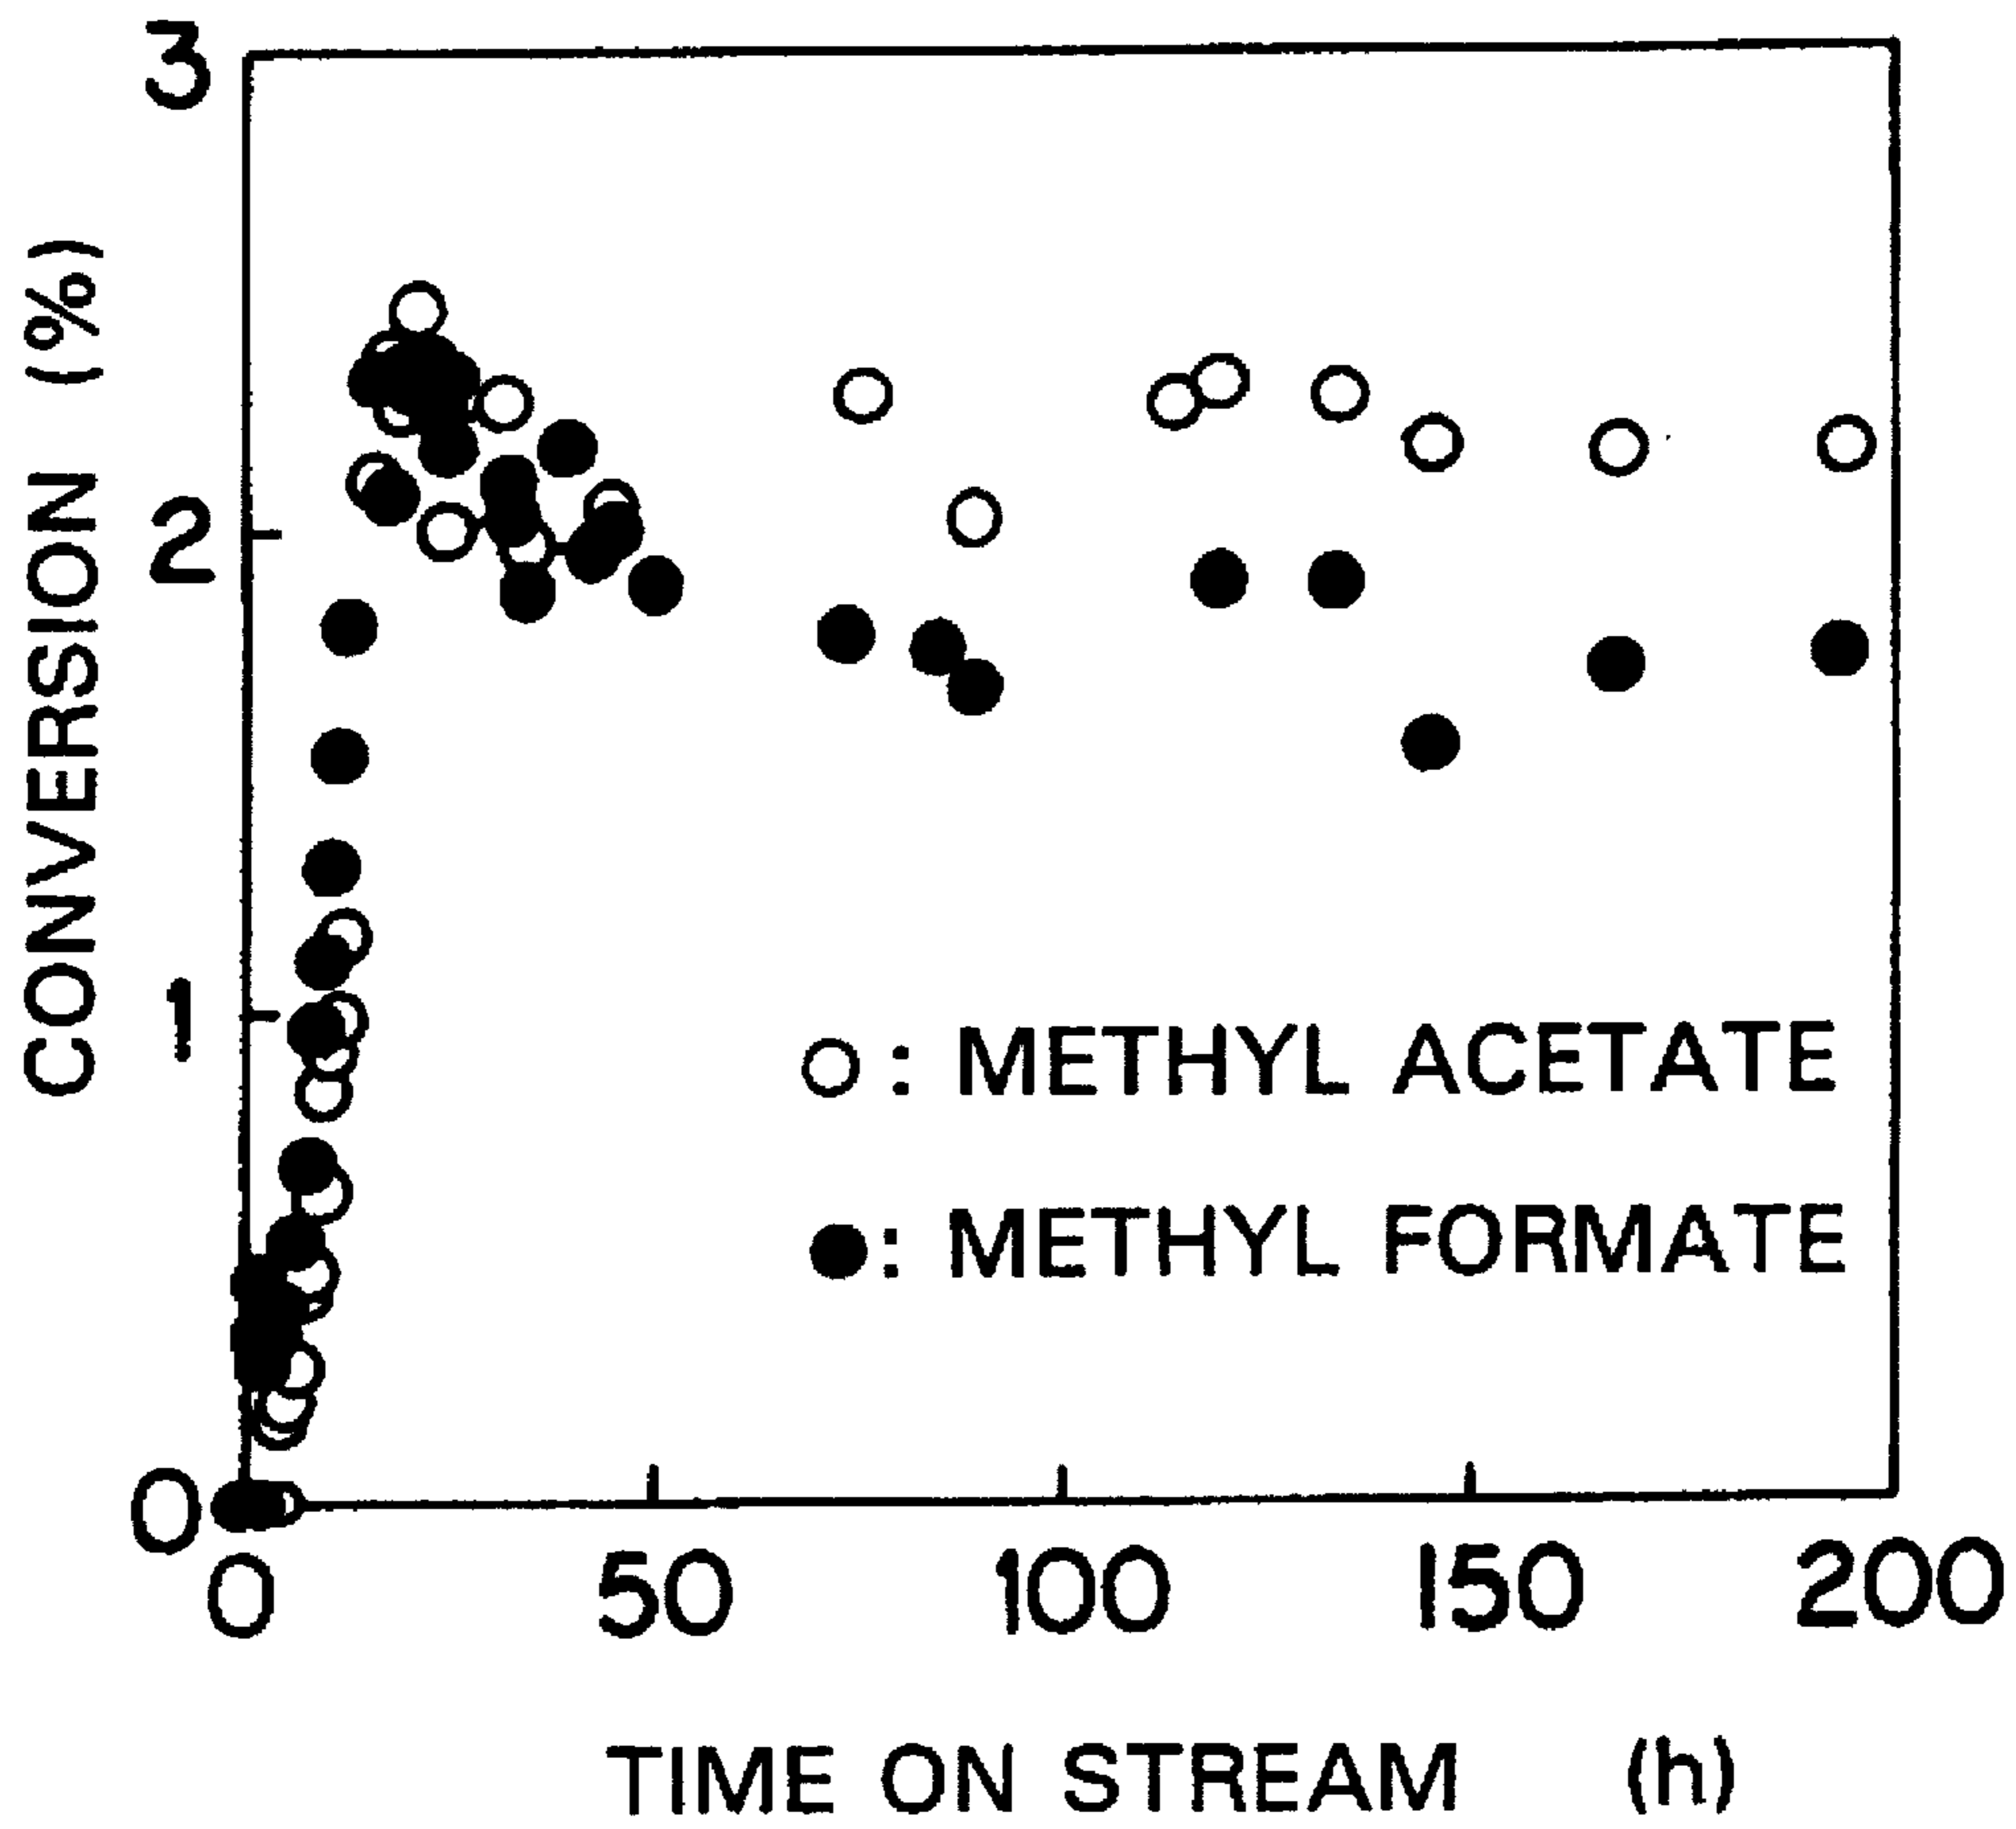 3
2
1
0
CONVERSION (%)
○: METHYL ACETATE
●: METHYL FORMATE
0 50 100 150 200
TIME ON STREAM (h)